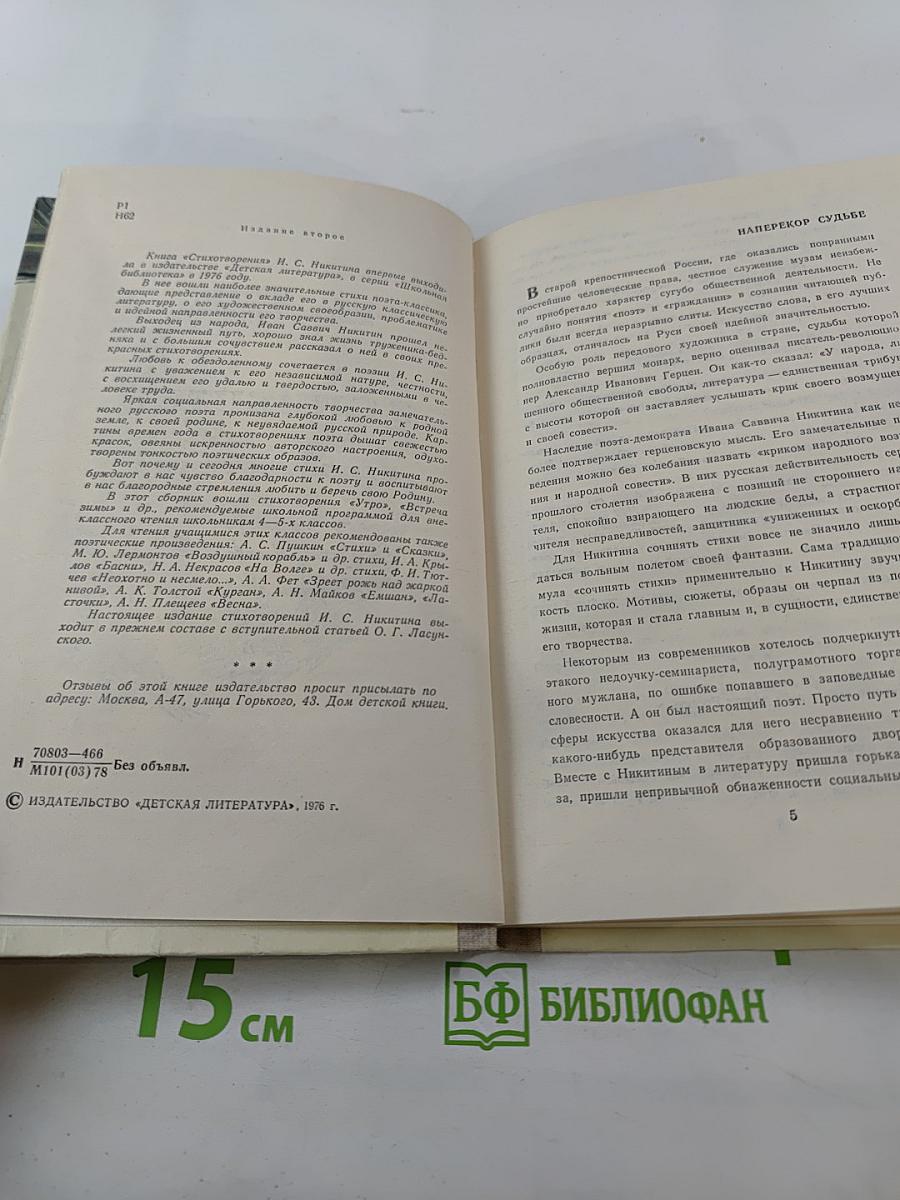 Р1
Н62
Издание второе
Книга «Стихотворения» И. С. Никитина впервые выходи-
ла в издательстве «Детская литература», в серии «Школьная
библиотека» в 1976 году.
В нее вошли наиболее значительные стихи поэта-классика,
дающие представление о вкладе его в русскую классическую
литературу, о его художественном своеобразии, проблематике
и идейной направленности его творчества.
Выходец из народа, Иван Саввич Никитин прошел не-
легкий жизненный путь, хорошо знал жизнь труженика-бед-
няка и с большим сочувствием рассказал о ней в своих пре-
красных стихотворениях.
Любовь к обездоленному сочетается в поэзии И. С. Ни-
китина с уважением к его независимой натуре, честности,
с восхищением его удалью и твердостью, заложенными в че-
ловеке труда.
Яркая социальная направленность творчества замечатель-
ного русского поэта пронизана глубокой любовью к родной
земле, к своей родине, к неувядаемой русской природе. Кар-
тины времен года в стихотворениях поэта дышат свежестью
красок, овеяны искренностью авторского настроения, одухо-
творены тонкостью поэтических образов.
Вот почему и сегодня многие стихи И. С. Никитина про-
буждают в нас чувство благодарности к поэту и воспитывают
в нас благородные стремления любить и беречь свою Родину.
В этот сборник вошли стихотворения «Утро», «Встреча
зимы» и др., рекомендуемые школьной программой для вне-
классного чтения школьникам 4—5-х классов.
Для чтения учащимися этих классов рекомендованы также
поэтические произведения: А. С. Пушкин «Стихи» и «Сказки»,
М. Ю. Лермонтов «Воздушный корабль» и др. стихи, И. А. Кры-
лов «Басни», Н. А. Некрасов «На Волге» и др. стихи, Ф. И. Тют-
чев «Неохотно и несмело...», А. А. Фет «Зреет рожь над жаркой
нивой», А. К. Толстой «Курган», А. Н. Майков «Емшан», «Ла-
сточки», А. Н. Плещеев «Весна».
Настоящее издание стихотворений И. С. Никитина вы-
ходит в прежнем составе с вступительной статьей О. Г. Ласун-
ского.
* * *
Отзывы об этой книге издательство просит присылать по
адресу: Москва, А-47, улица Горького, 43. Дом детской книги.
Н 70803—466
М101(03)78 Без объявл.
© ИЗДАТЕЛЬСТВО «ДЕТСКАЯ ЛИТЕРАТУРА», 1976 г.
НАПЕРЕКОР СУДЬБЕ
В старой крепостнической России, где оказались попранными
простейшие человеческие права, честное служение музам неизбеж-
но приобретало характер сугубо общественной деятельности. Не
случайно понятия «поэт» и «гражданин» в сознании читающей пуб-
лики были всегда неразрывно слиты. Искусство слова, в его лучших
образцах, отличалось на Руси своей идейной значительностью.
Особую роль передового художника в стране, судьбы которой
полновластно вершил монарх, верно оценивал писатель-революцио
нер Александр Иванович Герцен. Он как-то сказал: «У народа, ли
шенного общественной свободы, литература — единственная трибу
с высоты которой он заставляет услышать крик своего возмуще
и своей совести».
Наследие поэта-демократа Ивана Саввича Никитина как не
более подтверждает герценовскую мысль. Его замечательные п
ведения можно без колебания назвать «криком народного воз
ния и народной совести». В них русская действительность сер
прошлого столетия изображена с позиций не стороннего на
теля, спокойно взирающего на людские беды, а страстног
чителя несправедливостей, защитника «униженных и оскорб
Для Никитина сочинять стихи вовсе не значило лишь
даться вольным полетом своей фантазии. Сама традицио
мула «сочинять стихи» применительно к Никитину звуч
кость плоско. Мотивы, сюжеты, образы он черпал из по
жизни, которая и стала главным и, в сущности, единстве
его творчества.
Некоторым из современников хотелось подчеркнуть
этакого недоучку-семинариста, полуграмотного торга
ного мужлана, по ошибке попавшего в заповедные
словесности. А он был настоящий поэт. Просто путь
сферы искусства оказался для него несравненно т
какого-нибудь представителя образованного двор
Вместе с Никитиным в литературу пришла горька
за, пришли непривычной обнаженности социальны
5
15 см
БФ БИБЛИОФАН